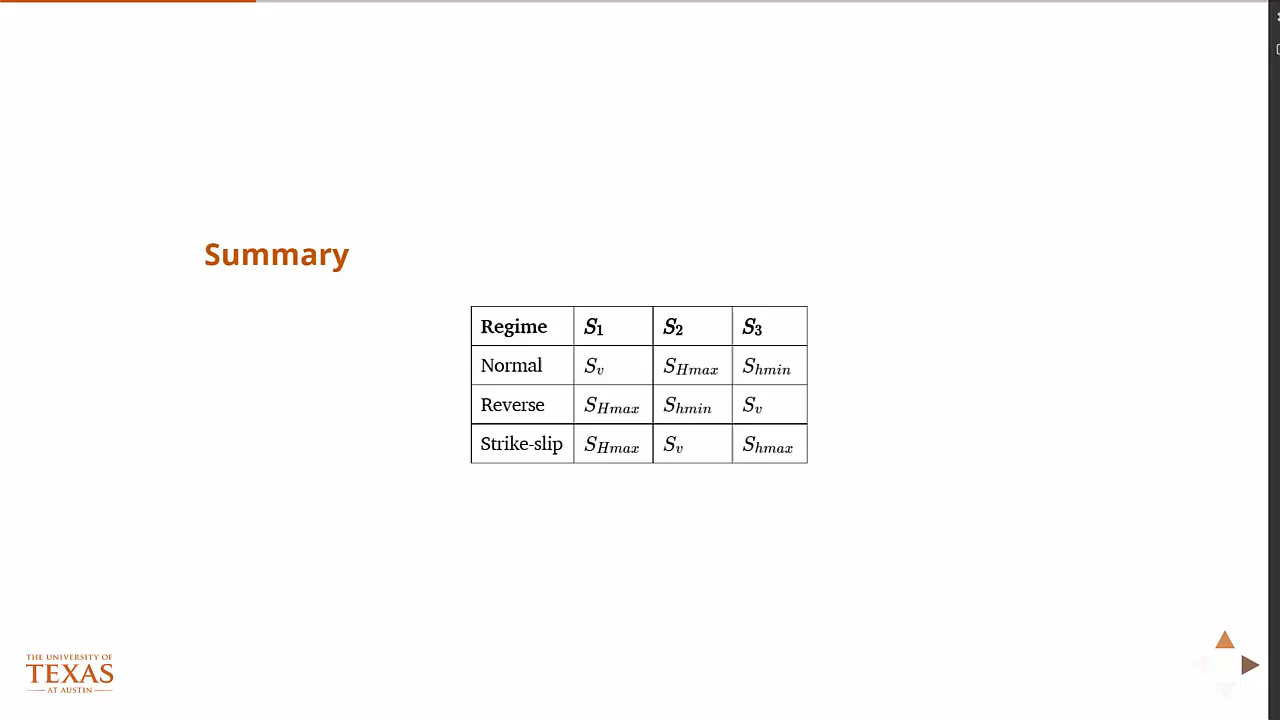 Summary
Regime S1 S2 S3
Normal Sv SHmax Shmin
Reverse SHmax Shmin Sv
Strike-slip SHmax Sv Shmax
THE UNIVERSITY OF
TEXAS
AT AUSTIN